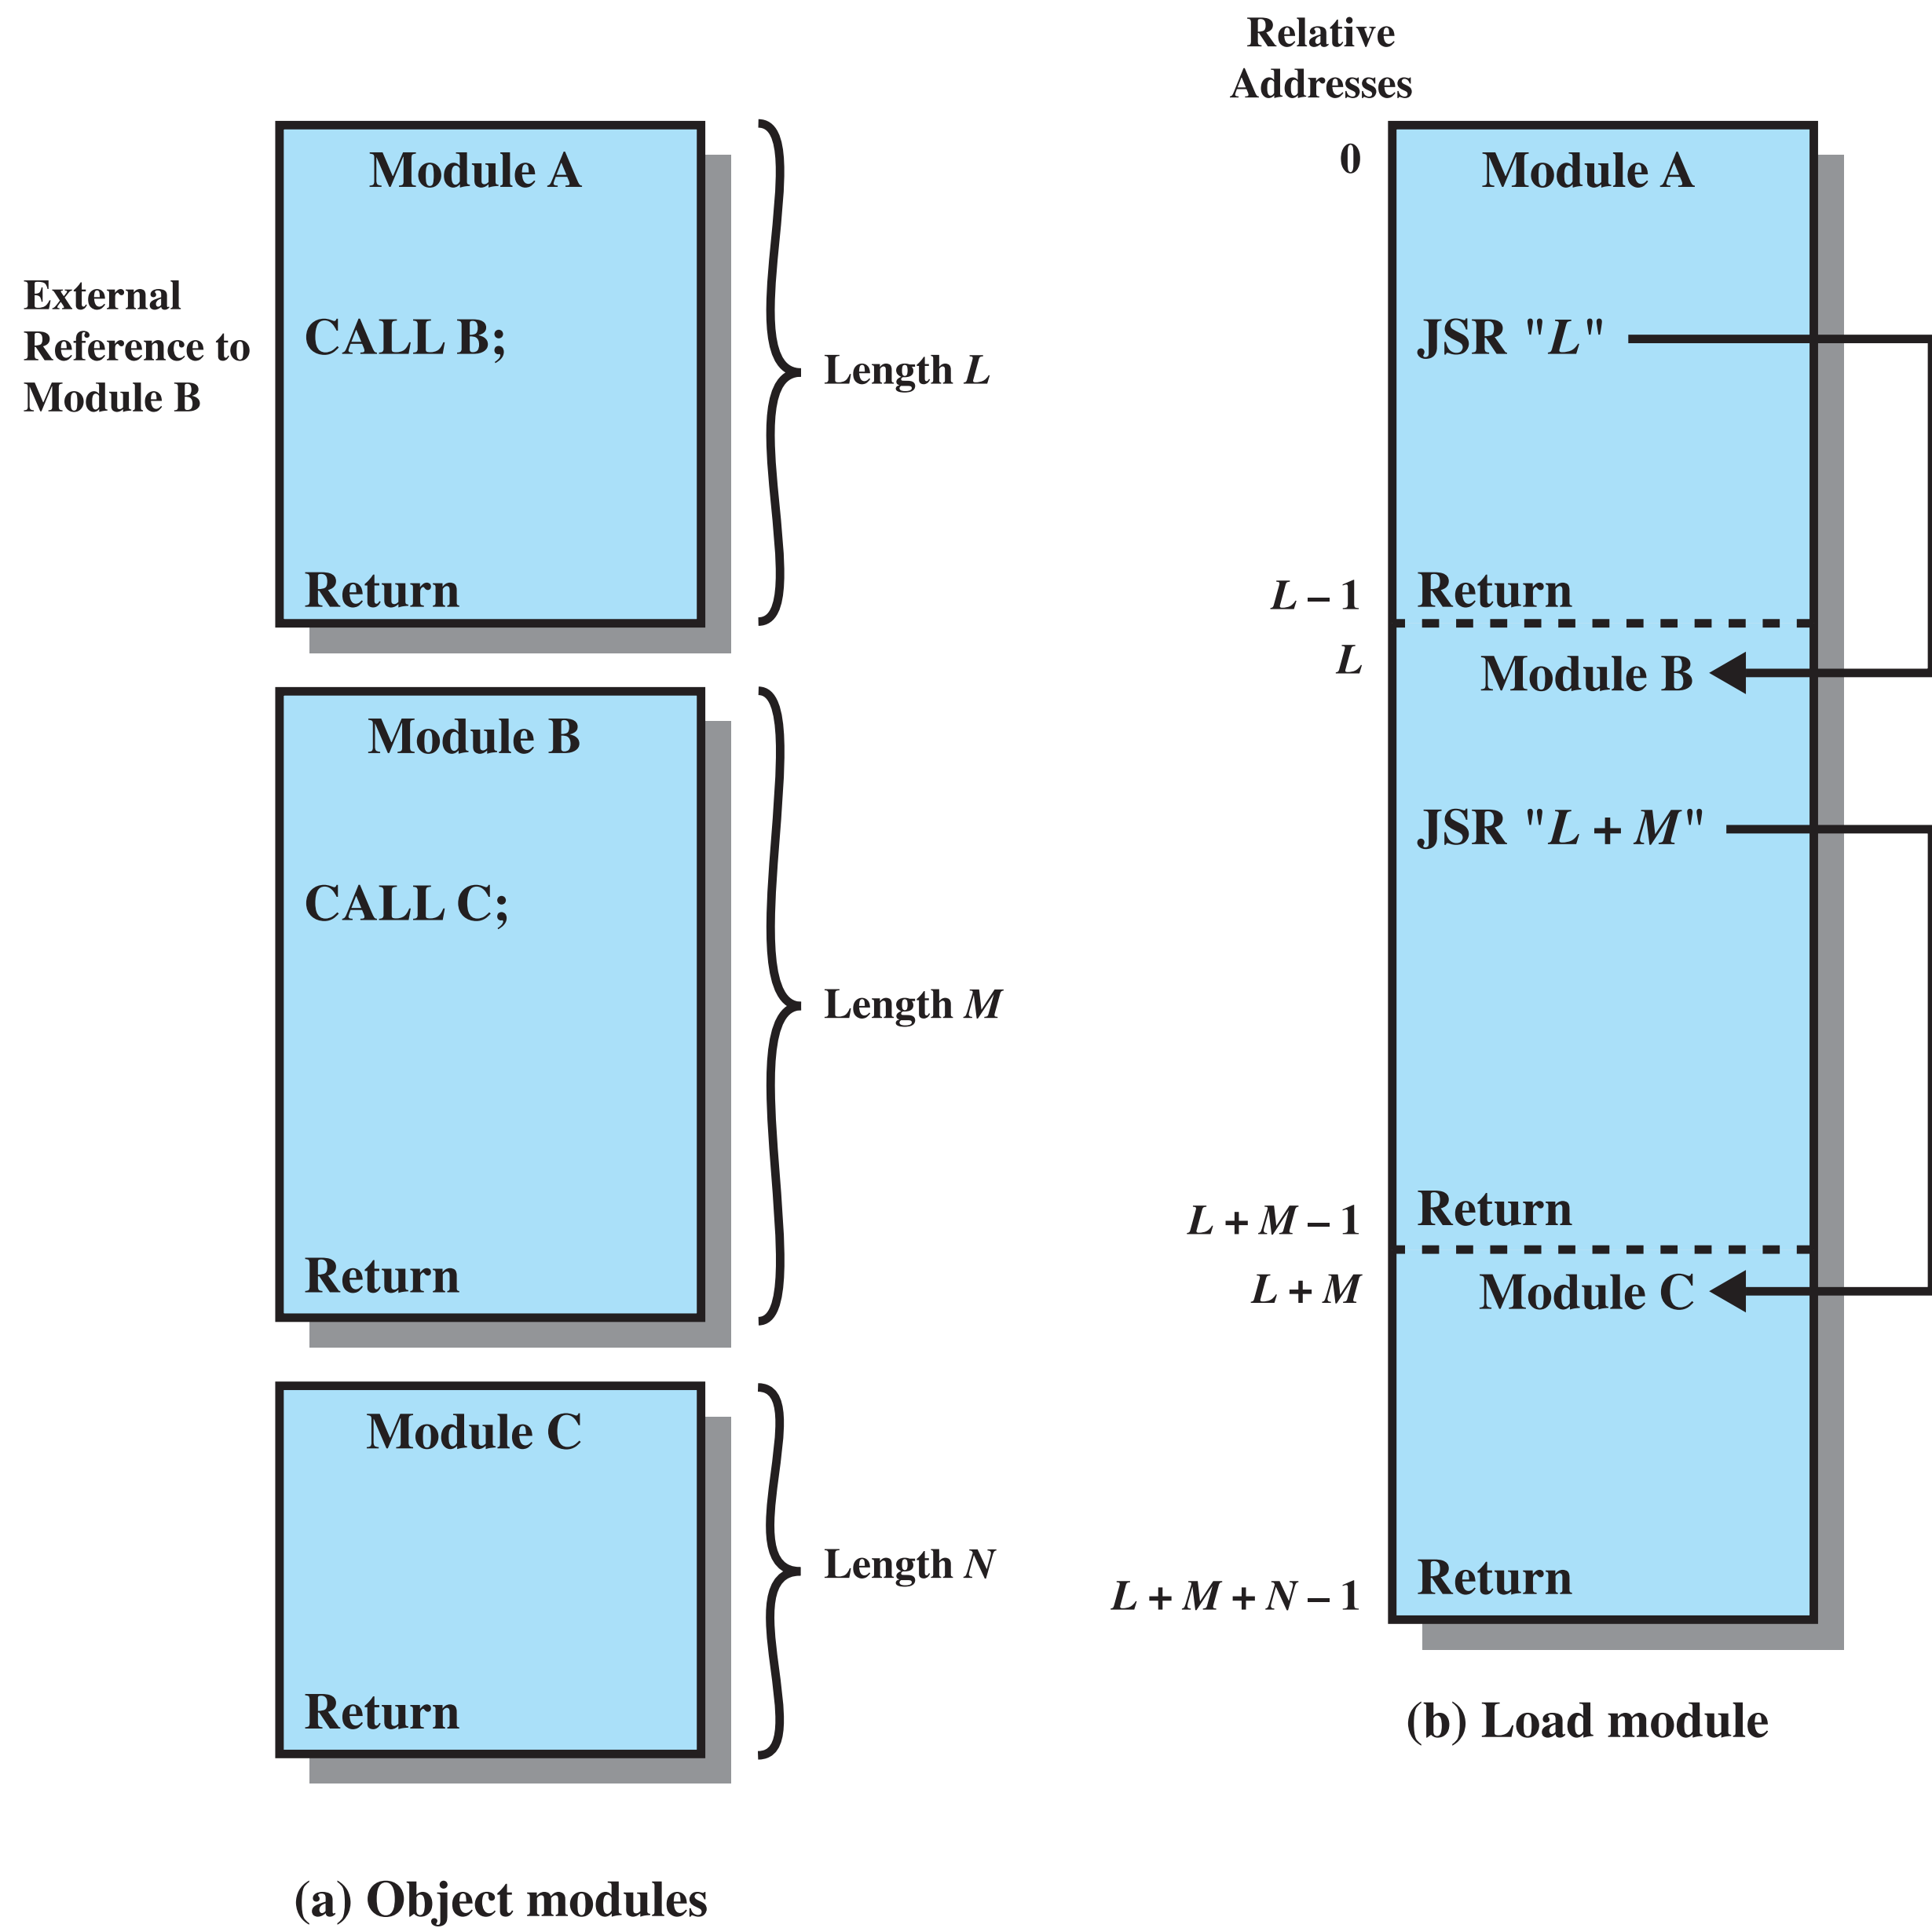 External
Reference to
Module B
Module A
CALL B;
Return
Length L
Module B
CALL C;
Return
Length M
Module C
Return
Length N
(a) Object modules
Relative
Addresses
0
Module A
JSR "L"
L – 1
Return
L
Module B
JSR "L + M"
L + M – 1
Return
L + M
Module C
L + M + N – 1
Return
(b) Load module